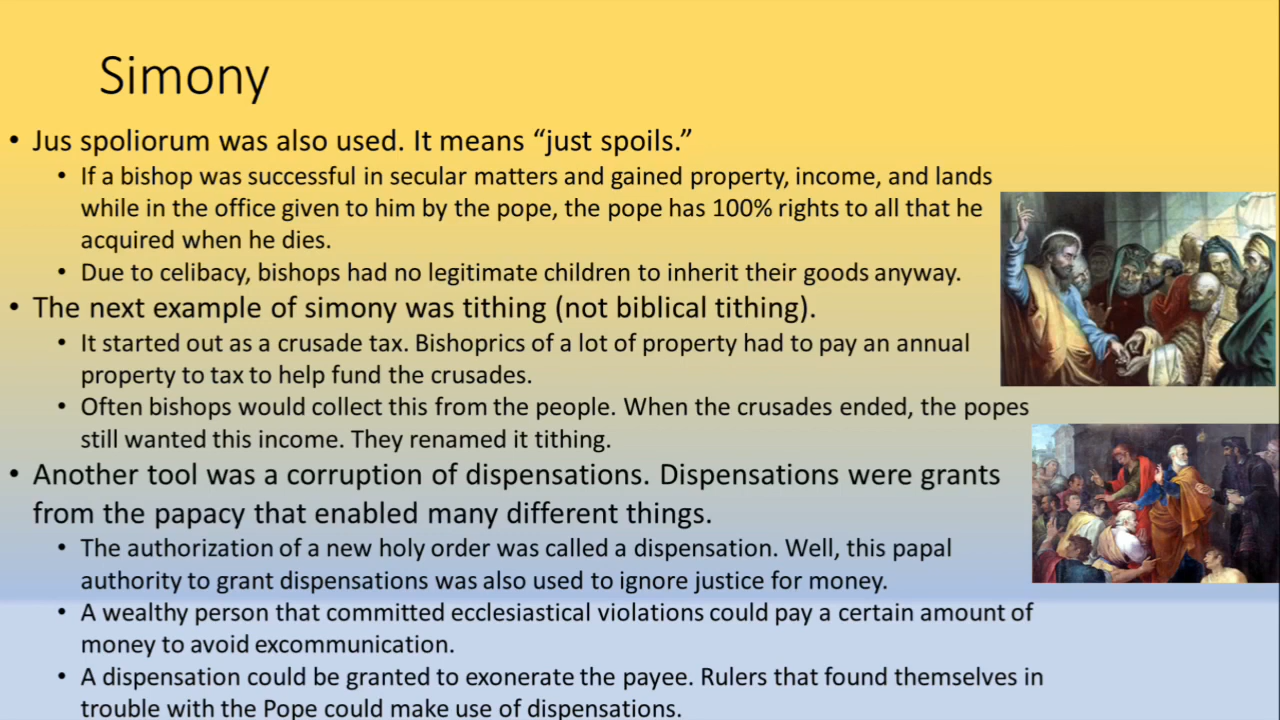 Simony
• Jus spoliorum was also used. It means “just spoils.”
• If a bishop was successful in secular matters and gained property, income, and lands
while in the office given to him by the pope, the pope has 100% rights to all that he
acquired when he dies.
• Due to celibacy, bishops had no legitimate children to inherit their goods anyway.
• The next example of simony was tithing (not biblical tithing).
• It started out as a crusade tax. Bishoprics of a lot of property had to pay an annual
property to tax to help fund the crusades.
• Often bishops would collect this from the people. When the crusades ended, the popes
still wanted this income. They renamed it tithing.
• Another tool was a corruption of dispensations. Dispensations were grants
from the papacy that enabled many different things.
• The authorization of a new holy order was called a dispensation. Well, this papal
authority to grant dispensations was also used to ignore justice for money.
• A wealthy person that committed ecclesiastical violations could pay a certain amount of
money to avoid excommunication.
• A dispensation could be granted to exonerate the payee. Rulers that found themselves in
trouble with the Pope could make use of dispensations.